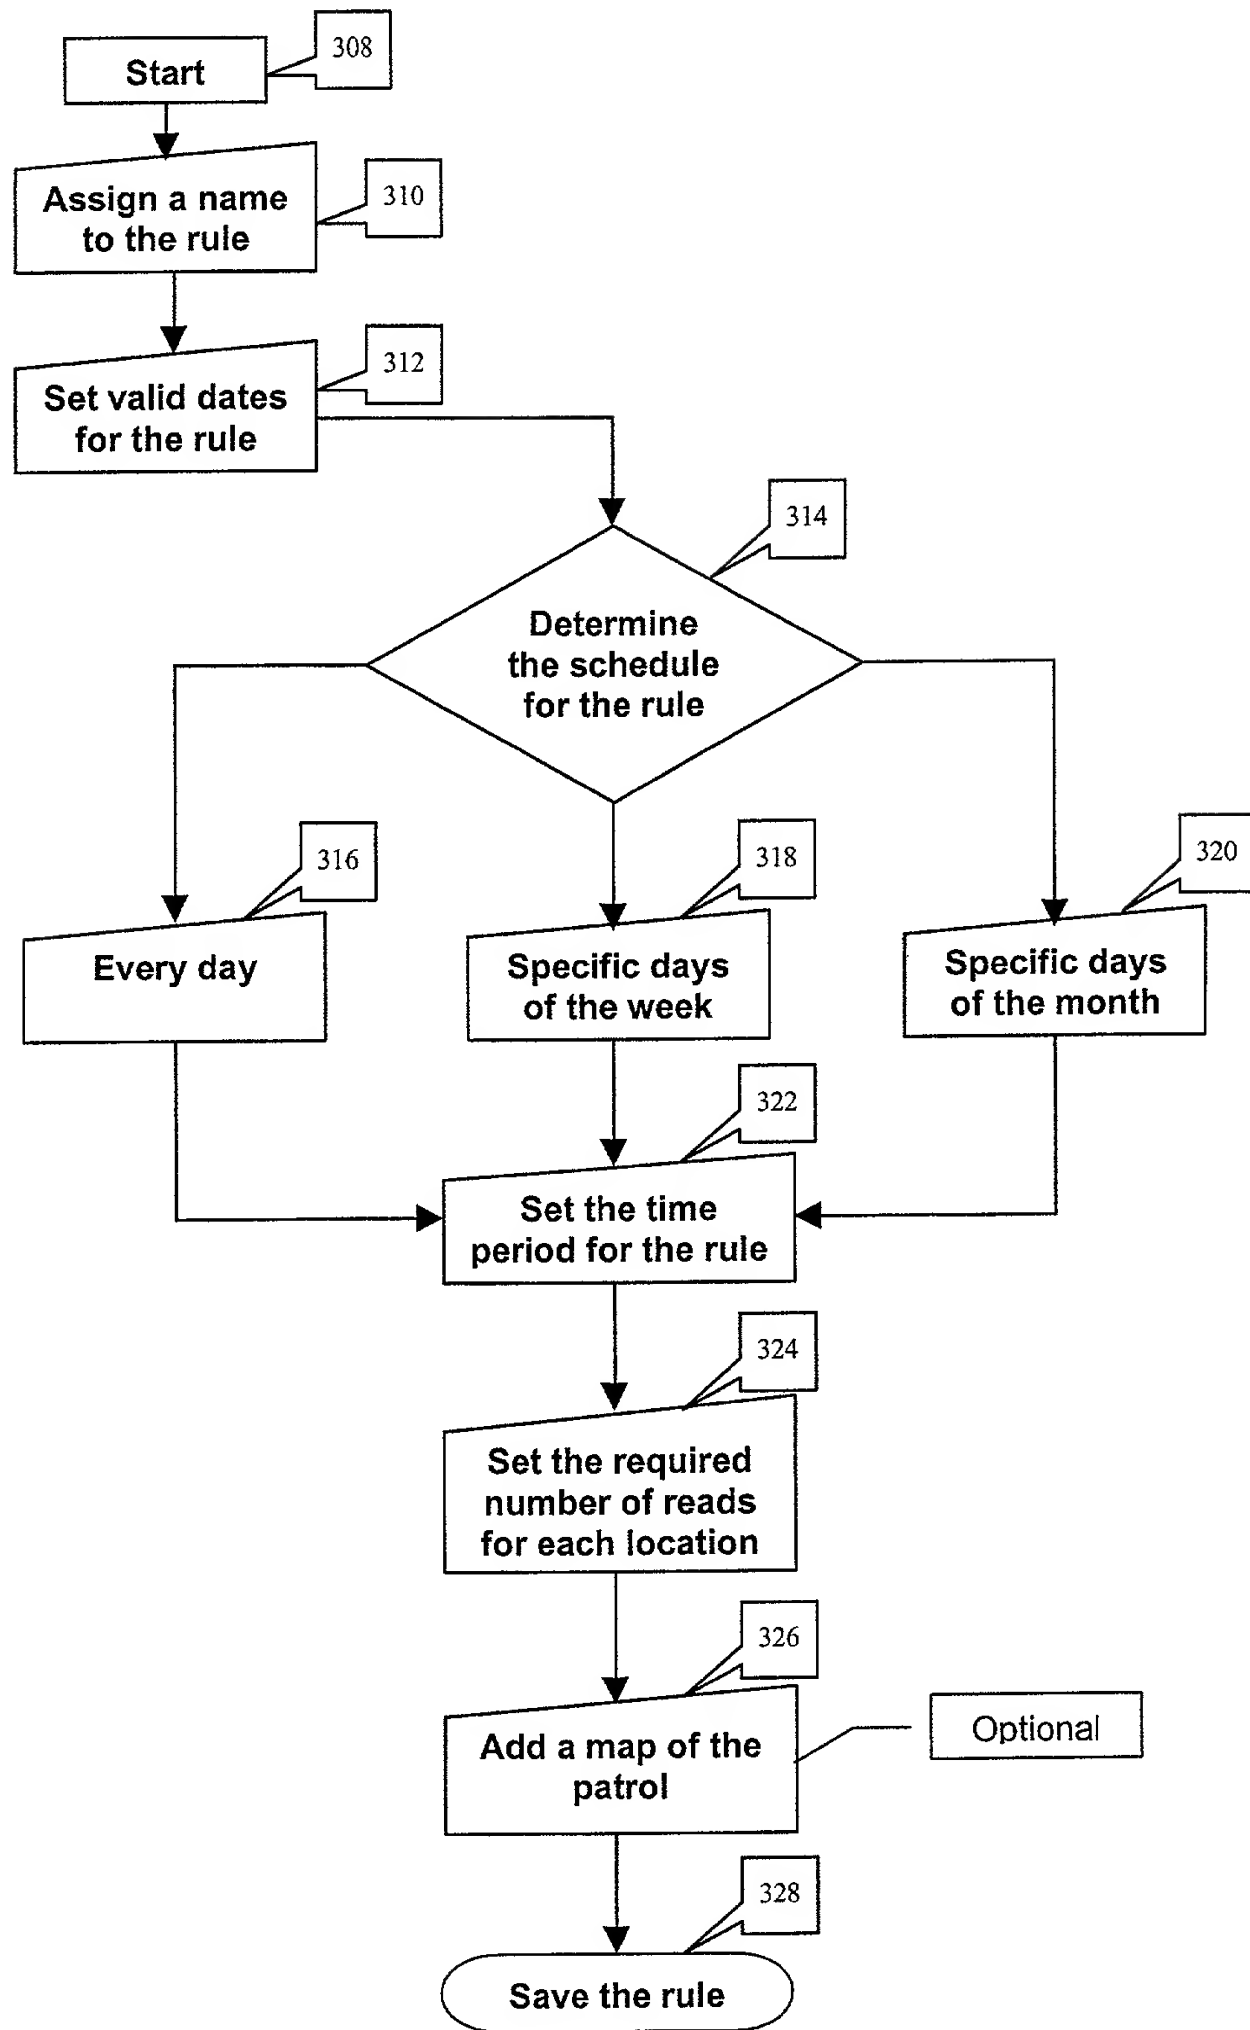 308
Start
310
Assign a name
to the rule
312
Set valid dates
for the rule
314
Determine
the schedule
for the rule
316
318
320
Every day
Specific days
of the week
Specific days
of the month
322
Set the time
period for the rule
324
Set the required
number of reads
for each location
326
Add a map of the
patrol
Optional
328
Save the rule